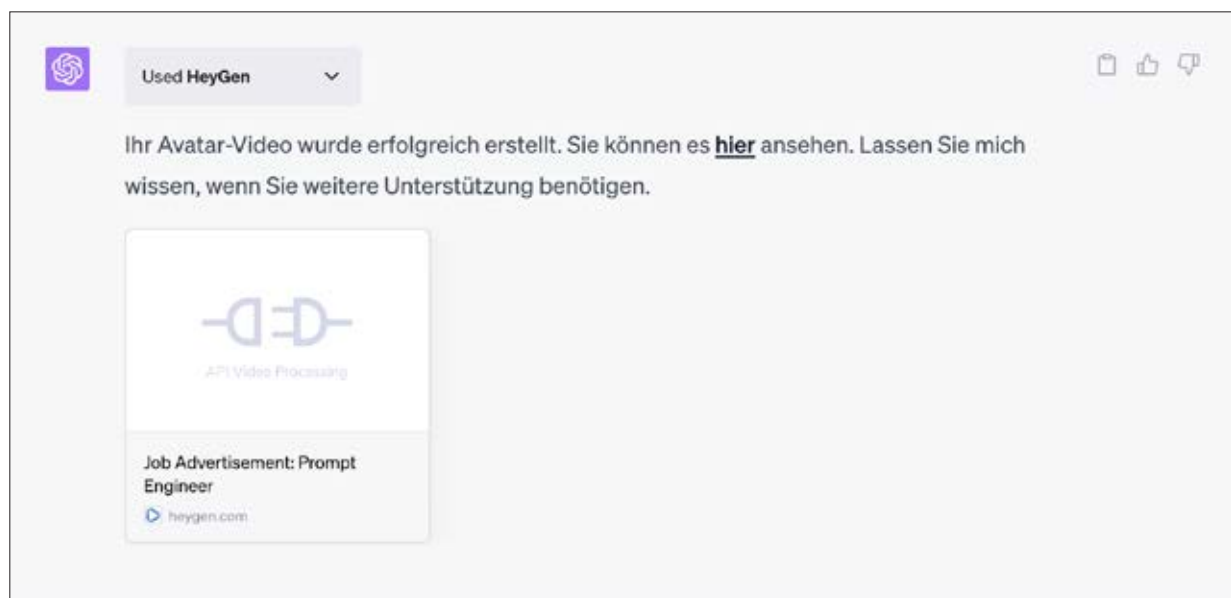 Used HeyGen
Ihr Avatar-Video wurde erfolgreich erstellt. Sie können es hier ansehen. Lassen Sie mich
wissen, wenn Sie weitere Unterstützung benötigen.
API Video Processing
Job Advertisement: Prompt
Engineer
heygen.com